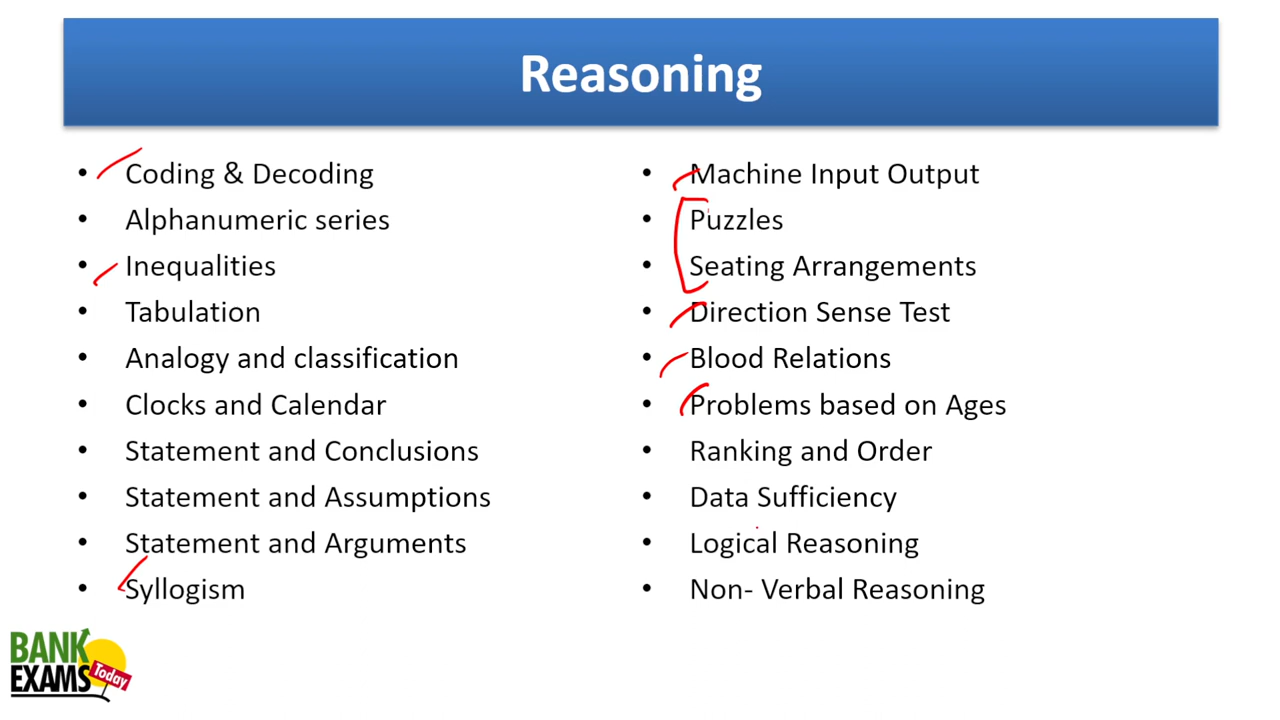 Reasoning
• Coding & Decoding
• Alphanumeric series
• Inequalities
• Tabulation
• Analogy and classification
• Clocks and Calendar
• Statement and Conclusions
• Statement and Assumptions
• Statement and Arguments
• Syllogism
• Machine Input Output
• Puzzles
• Seating Arrangements
• Direction Sense Test
• Blood Relations
• Problems based on Ages
• Ranking and Order
• Data Sufficiency
• Logical Reasoning
• Non- Verbal Reasoning
BANK
EXAMS Today